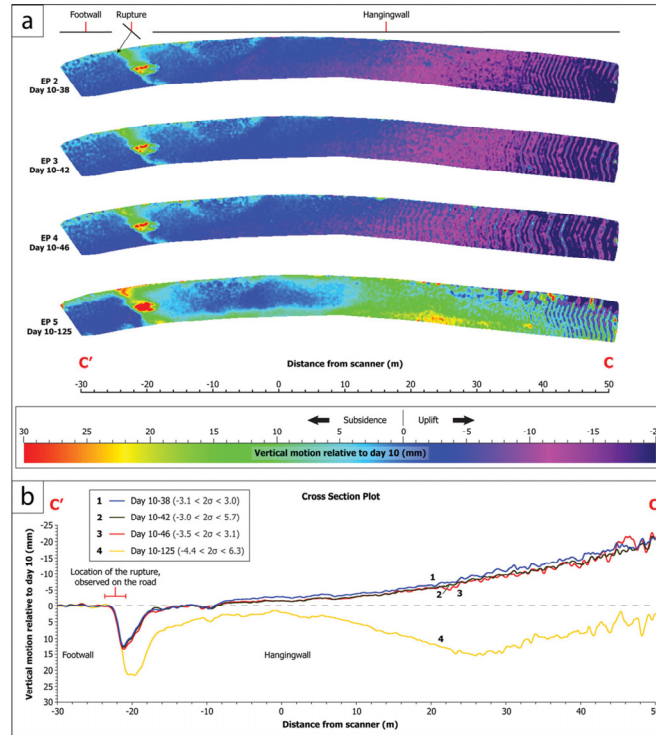 a
Footwall
Rupture
Hangingwall
EP 2
Day 10-38
EP 3
Day 10-42
EP 4
Day 10-46
EP 5
Day 10-125
C'
Distance from scanner (m)
C
-30 -20 -10 0 10 20 30 40 50
Subsidence
Uplift
30 25 20 15 10 5 0 -5 -10 -15 -2
Vertical motion relative to day 10 (mm)
b
C'
Cross Section Plot
C
1 Day 10-38 (-3.1 < 2σ < 3.0)
2 Day 10-42 (-3.0 < 2σ < 5.7)
3 Day 10-46 (-3.5 < 2σ < 3.1)
4 Day 10-125 (-4.4 < 2σ < 6.3)
Location of the rupture,
observed on the road
Vertical motion relative to day 10 (mm)
-25
-20
-15
-10
-5
0
5
10
15
20
25
30
1
2
3
4
Footwall
Hangingwall
-30 -20 -10 0 10 20 30 40 50
Distance from scanner (m)